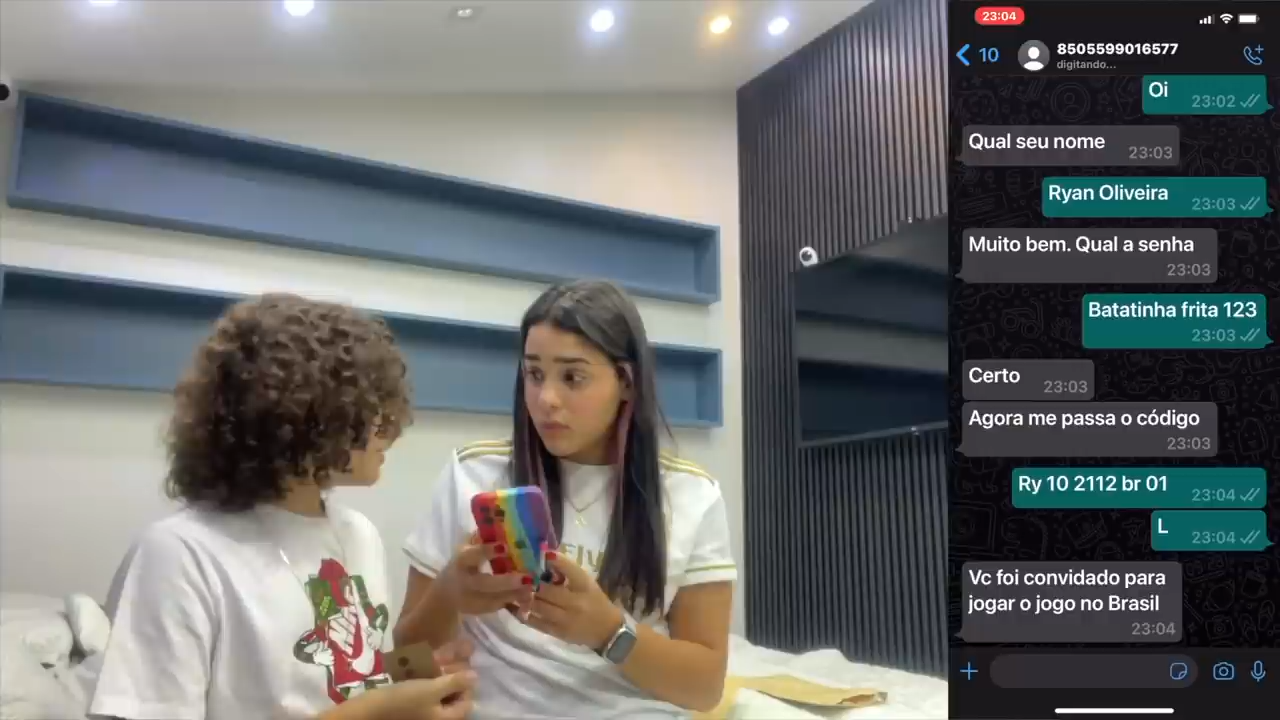 23:04
10
8505599016577
digitando...
Oi
23:02
Qual seu nome
23:03
Ryan Oliveira
23:03
Muito bem. Qual a senha
23:03
Batatinha frita 123
23:03
Certo
23:03
Agora me passa o código
23:03
Ry 10 2112 br 01
23:04
L
23:04
Vc foi convidado para
jogar o jogo no Brasil
23:04